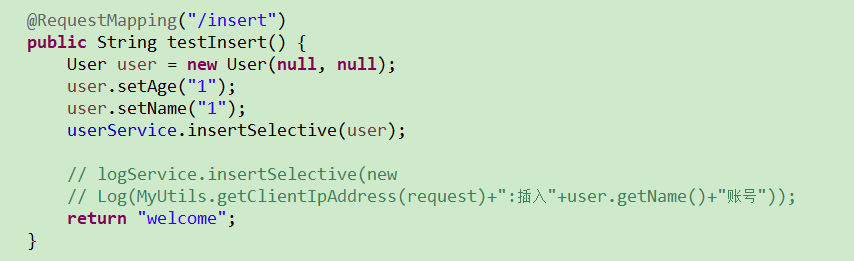 @RequestMapping("/insert")
public String testInsert() {
    User user = new User(null, null);
    user.setAge("1");
    user.setName("1");
    userService.insertSelective(user);

    // logService.insertSelective(new
    // Log(MyUtils.getClientIpAddress(request)+":插入"+user.getName()+"账号"));
    return "welcome";
}